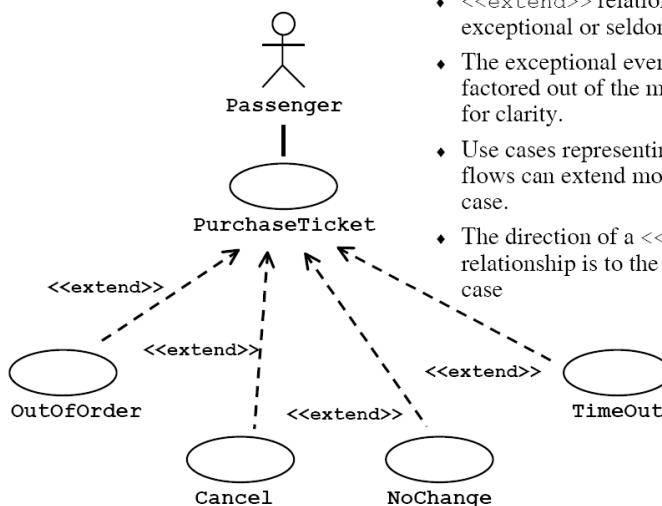 <<extend>> relation
exceptional or seldom
The exceptional even
factored out of the m
for clarity.
Use cases representin
flows can extend mo
case.
The direction of a <<
relationship is to the
case
Passenger
PurchaseTicket
<<extend>>
<<extend>>
<<extend>>
<<extend>>
OutOfOrder
TimeOut
Cancel
NoChange